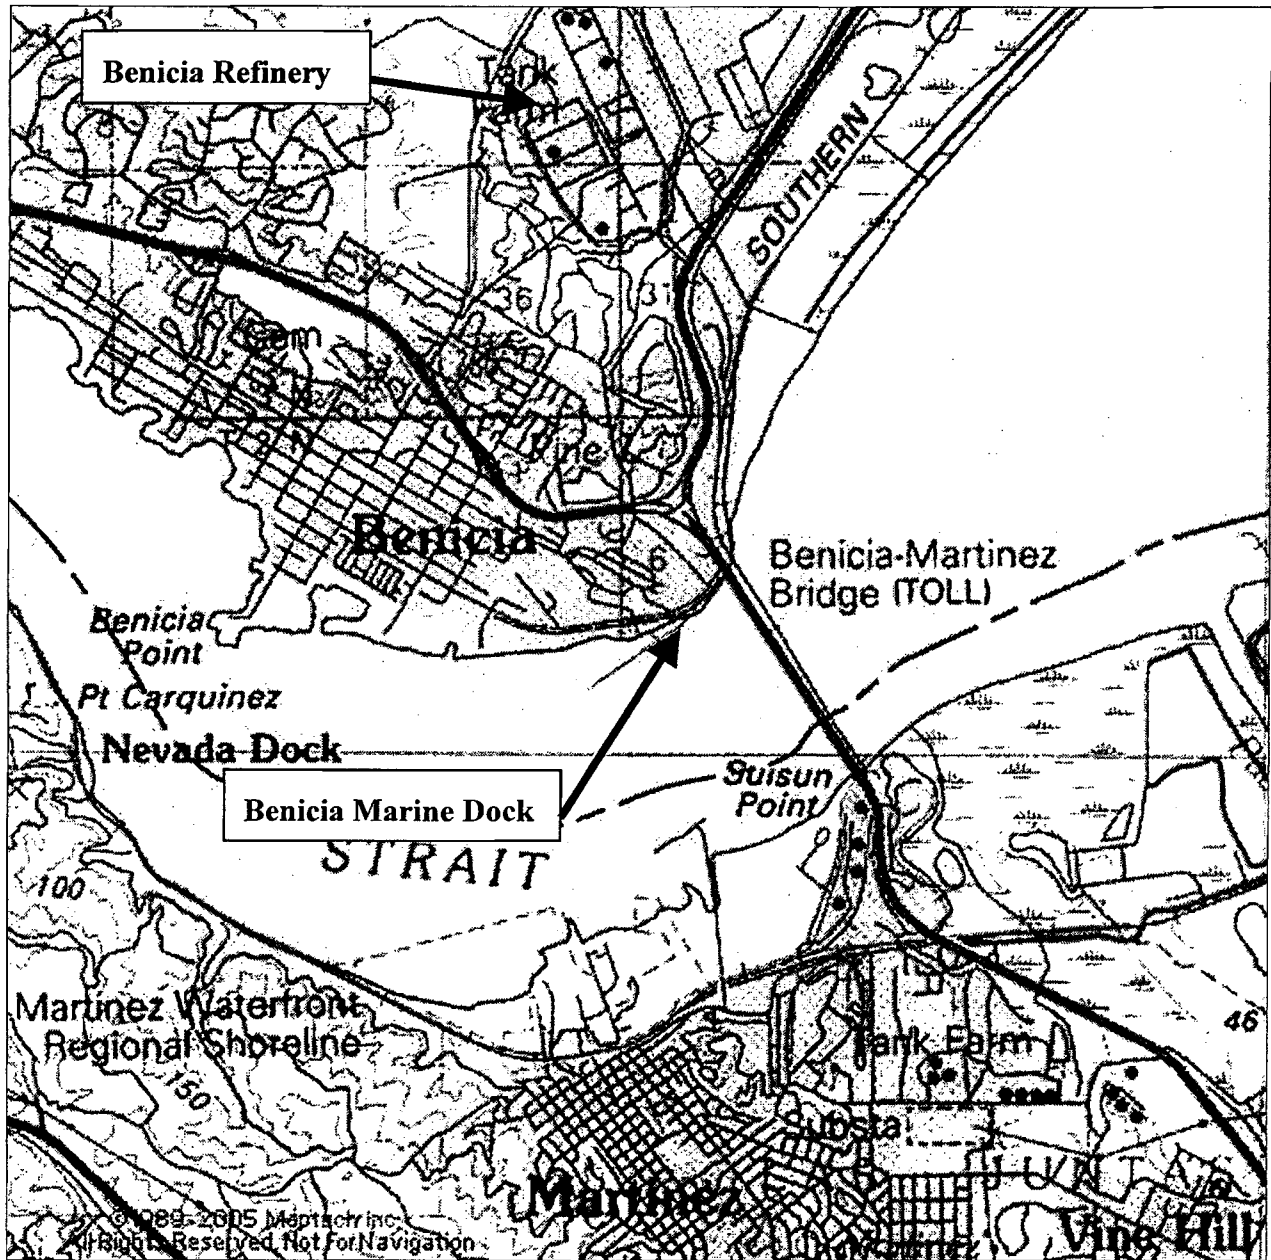 Benicia Refinery
Tank
Farm
SOUTHERN
36
31
Cem
Pine
Benicia
6
Benicia-Martinez
Bridge (TOLL)
Benicia
Point
Pt Carquinez
Nevada Dock
Suisun
Point
Benicia Marine Dock
STRAIT
100
Martinez Waterfront
Regional Shoreline
46
Tank Farm
150
Substa
Martinez
Vine Hill
©1989-2005 Maptech Inc
All Rights Reserved. Not For Navigation